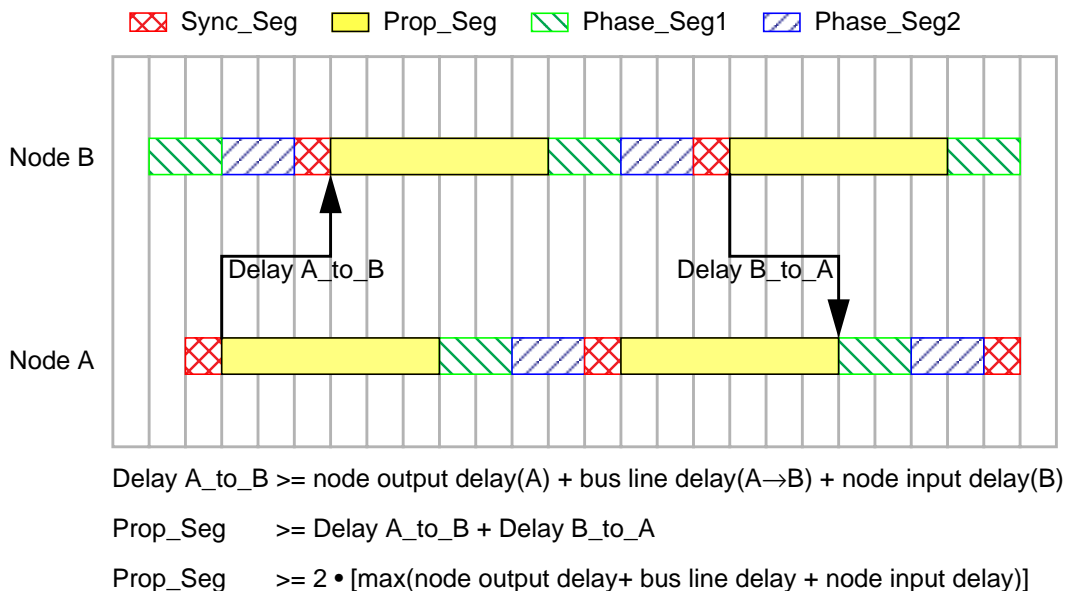 Sync_Seg Prop_Seg Phase_Seg1 Phase_Seg2
Node B
Delay A_to_B Delay B_to_A
Node A
Delay A_to_B >= node output delay(A) + bus line delay(A→B) + node input delay(B)
Prop_Seg >= Delay A_to_B + Delay B_to_A
Prop_Seg >= 2 • [max(node output delay+ bus line delay + node input delay)]